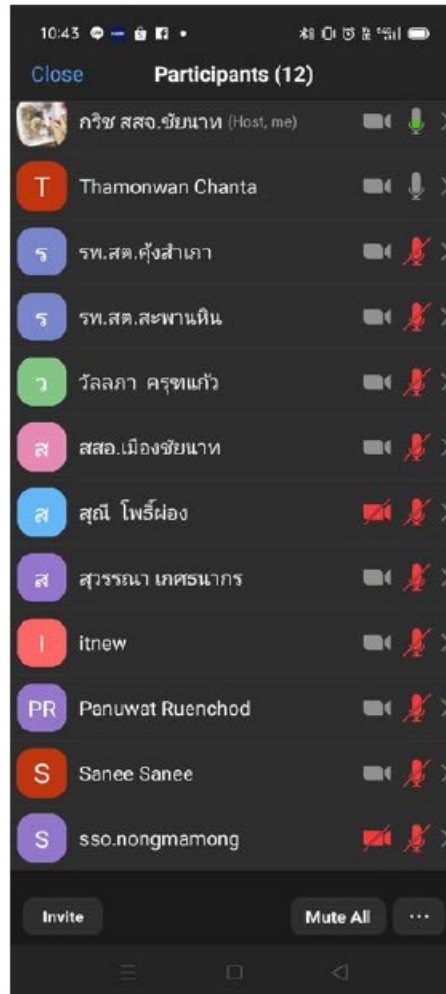 10:43
Close Participants (12)
กวิช สสจ.ชัยนาท (Host, me)
T Thamonwan Chanta
ร รพ.สต.คุ้งสำเภา
ร รพ.สต.สะพานหิน
ว วัลลภา ครุฑแก้ว
ส สสอ.เมืองชัยนาท
ส สุณี โพธิ์ผ่อง
ส สุวรรณา เกศธนากร
I itnew
PR Panuwat Ruenchod
S Sanee Sanee
S sso.nongmamong
Invite Mute All ...